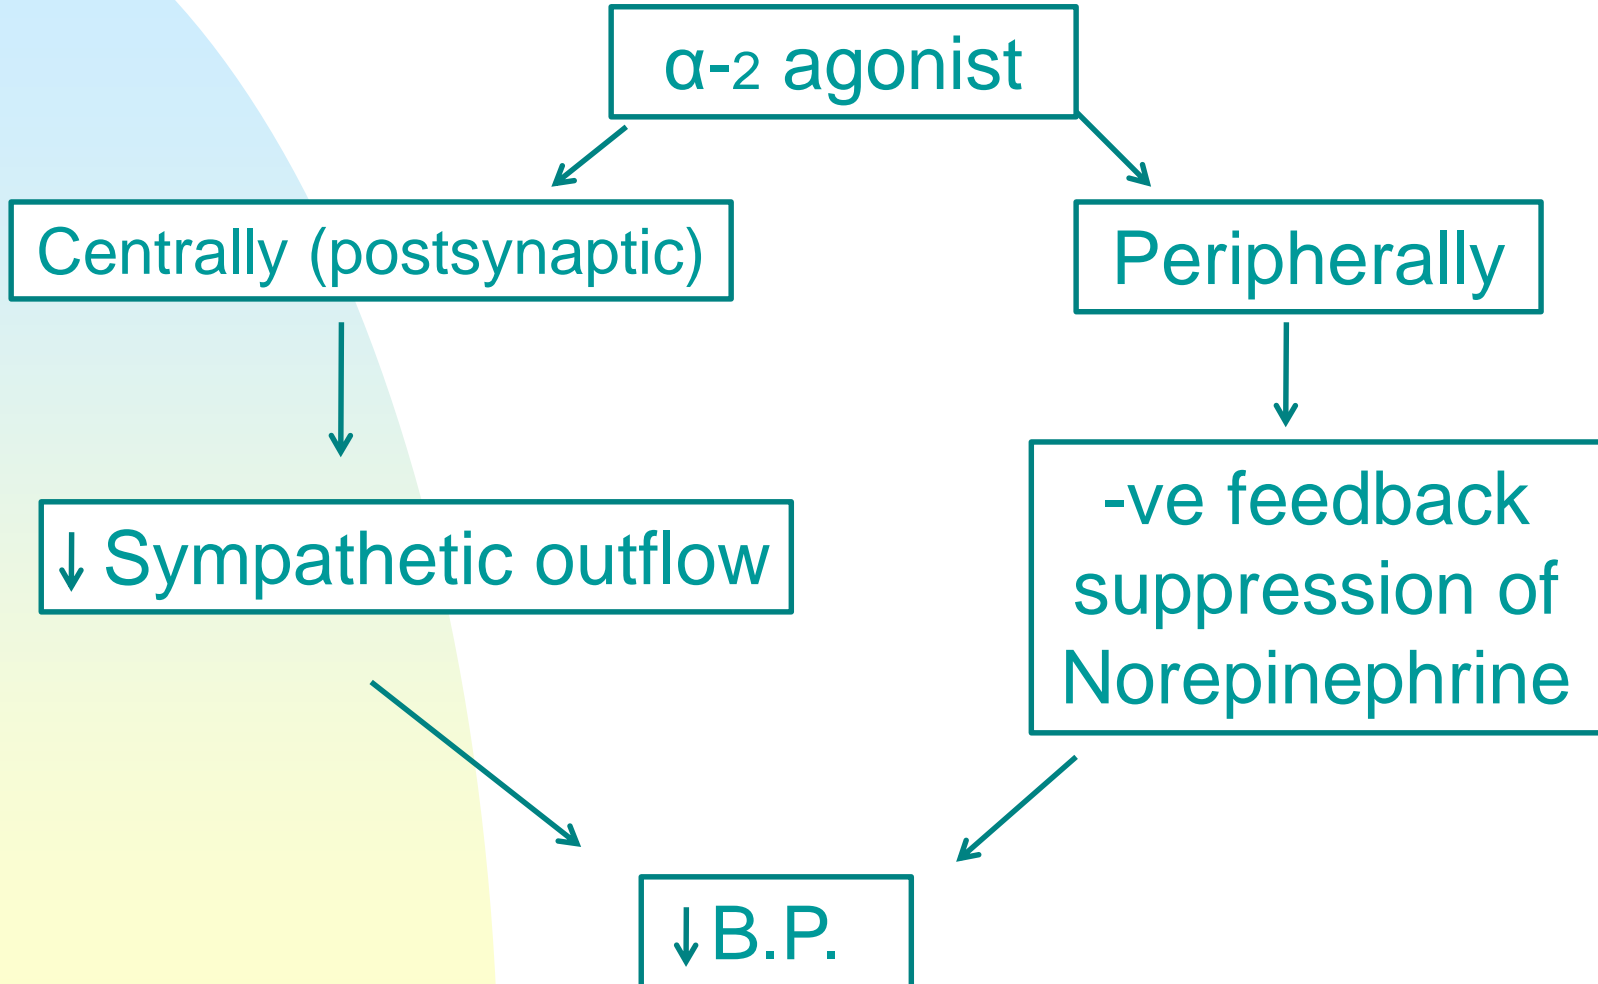 α-2 agonist
Centrally (postsynaptic)
Peripherally
↓ Sympathetic outflow
-ve feedback
suppression of
Norepinephrine
↓ B.P.